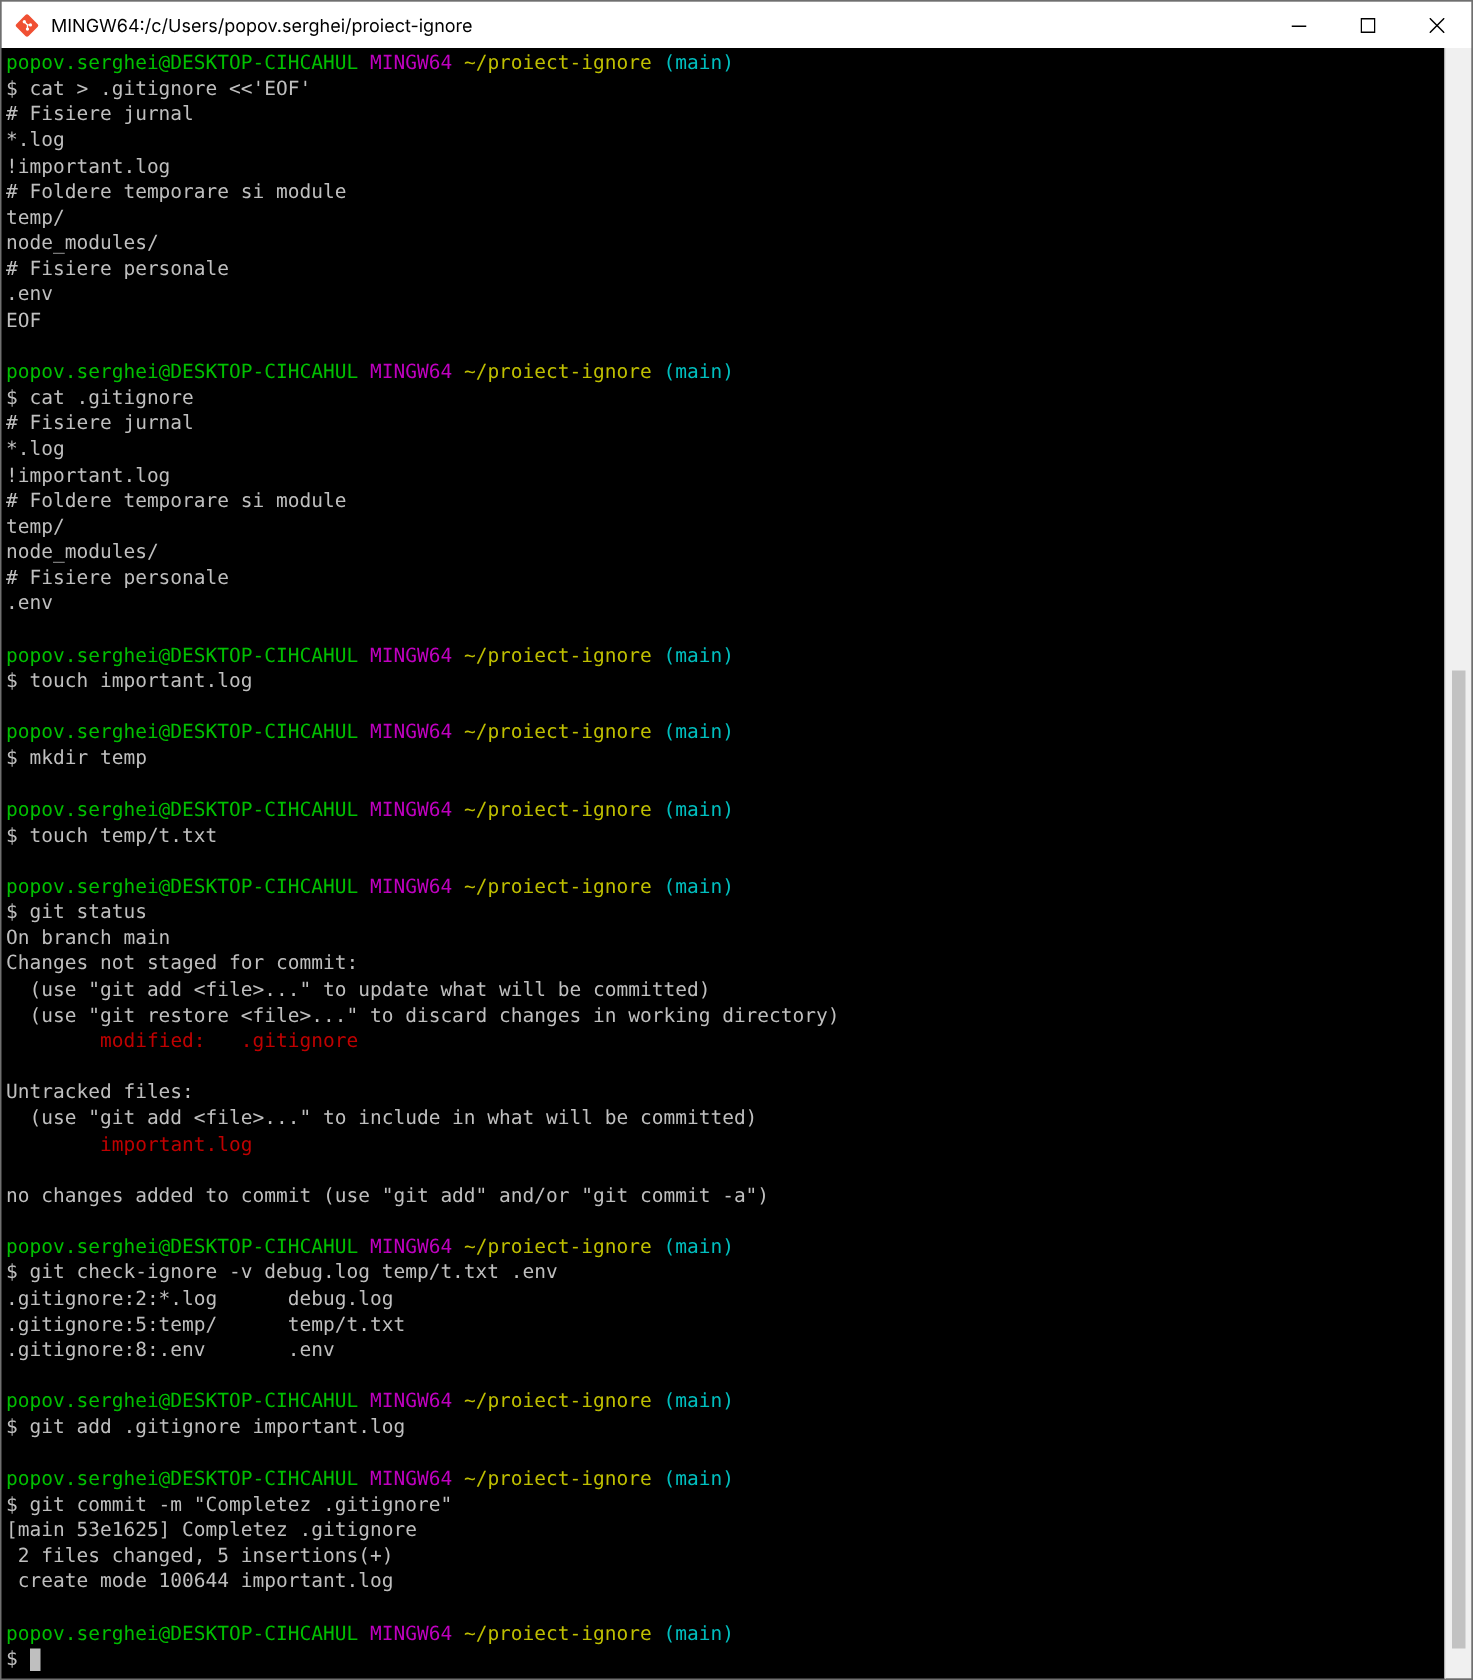 MINGW64:/c/Users/popov.serghei/proiect-ignore
popov.serghei@DESKTOP-CIHCAHUL MINGW64 ~/proiect-ignore (main)
$ cat > .gitignore <<'EOF'
# Fisiere jurnal
*.log
!important.log
# Foldere temporare si module
temp/
node_modules/
# Fisiere personale
.env
EOF
popov.serghei@DESKTOP-CIHCAHUL MINGW64 ~/proiect-ignore (main)
$ cat .gitignore
# Fisiere jurnal
*.log
!important.log
# Foldere temporare si module
temp/
node_modules/
# Fisiere personale
.env
popov.serghei@DESKTOP-CIHCAHUL MINGW64 ~/proiect-ignore (main)
$ touch important.log
popov.serghei@DESKTOP-CIHCAHUL MINGW64 ~/proiect-ignore (main)
$ mkdir temp
popov.serghei@DESKTOP-CIHCAHUL MINGW64 ~/proiect-ignore (main)
$ touch temp/t.txt
popov.serghei@DESKTOP-CIHCAHUL MINGW64 ~/proiect-ignore (main)
$ git status
On branch main
Changes not staged for commit:
  (use "git add <file>..." to update what will be committed)
  (use "git restore <file>..." to discard changes in working directory)
        modified:   .gitignore
Untracked files:
  (use "git add <file>..." to include in what will be committed)
        important.log
no changes added to commit (use "git add" and/or "git commit -a")
popov.serghei@DESKTOP-CIHCAHUL MINGW64 ~/proiect-ignore (main)
$ git check-ignore -v debug.log temp/t.txt .env
.gitignore:2:*.log      debug.log
.gitignore:5:temp/      temp/t.txt
.gitignore:8:.env       .env
popov.serghei@DESKTOP-CIHCAHUL MINGW64 ~/proiect-ignore (main)
$ git add .gitignore important.log
popov.serghei@DESKTOP-CIHCAHUL MINGW64 ~/proiect-ignore (main)
$ git commit -m "Completez .gitignore"
[main 53e1625] Completez .gitignore
 2 files changed, 5 insertions(+)
 create mode 100644 important.log
popov.serghei@DESKTOP-CIHCAHUL MINGW64 ~/proiect-ignore (main)
$